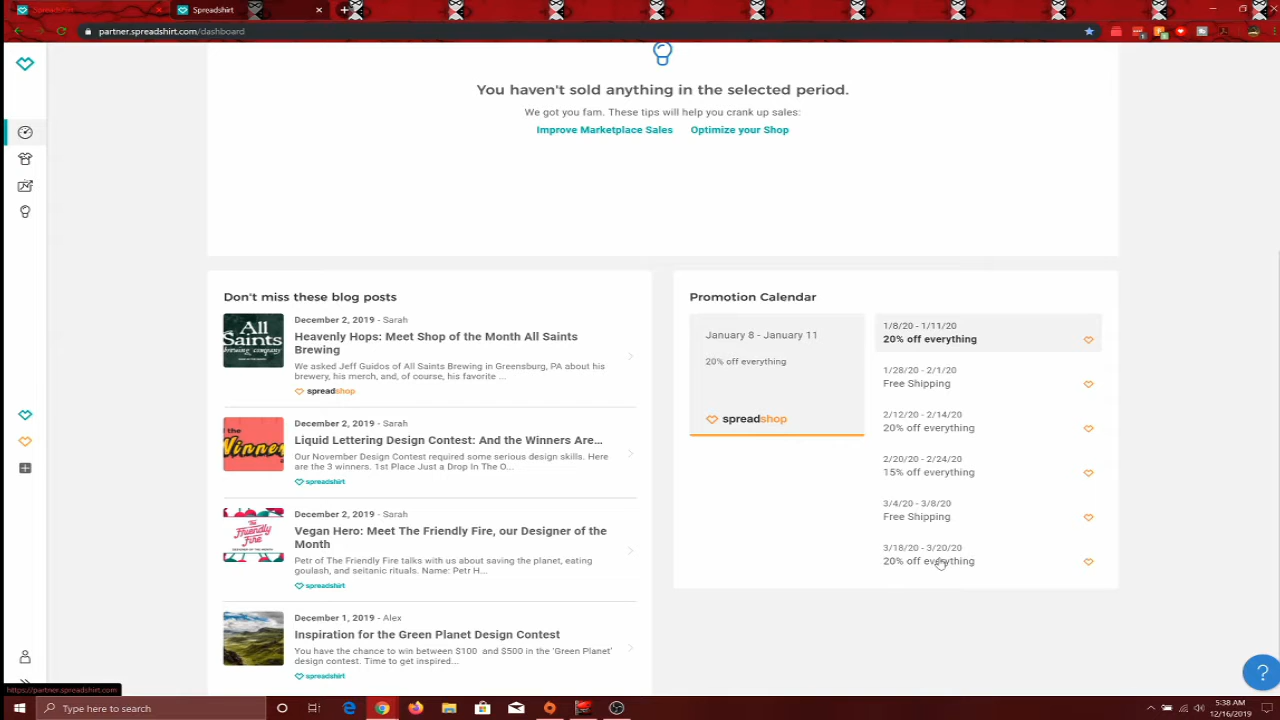 Spreadshirt
Spreadshirt
partner.spreadshirt.com/dashboard
You haven't sold anything in the selected period.
We got you fam. These tips will help you crank up sales:
Improve Marketplace Sales Optimize your Shop
Don't miss these blog posts
All
Saints
brewing company
December 2, 2019 - Sarah
Heavenly Hops: Meet Shop of the Month All Saints
Brewing
We asked Jeff Guidos of All Saints Brewing in Greensburg, PA about his
brewery, his merch, and, of course, his favorite ...
spreadshop
the
Winner
December 2, 2019 - Sarah
Liquid Lettering Design Contest: And the Winners Are...
Our November Design Contest required some serious design skills. Here
are the 3 winners. 1st Place Just a Drop In The O...
spreadshirt
The
Friendly
Fire
DESIGNER OF THE MONTH
December 2, 2019 - Sarah
Vegan Hero: Meet The Friendly Fire, our Designer of the
Month
Petr of The Friendly Fire talks with us about saving the planet, eating
goulash, and seitanic rituals. Name: Petr H...
spreadshirt
December 1, 2019 - Alex
Inspiration for the Green Planet Design Contest
You have the chance to win between $100 and $500 in the 'Green Planet'
design contest. Time to get inspired...
spreadshirt
Promotion Calendar
January 8 - January 11
20% off everything
spreadshop
1/8/20 - 1/11/20
20% off everything
1/28/20 - 2/1/20
Free Shipping
2/12/20 - 2/14/20
20% off everything
2/20/20 - 2/24/20
15% off everything
3/4/20 - 3/8/20
Free Shipping
3/18/20 - 3/20/20
20% off everything
?
https://partner.spreadshirt.com
Type here to search
5:38 AM
12/16/2019